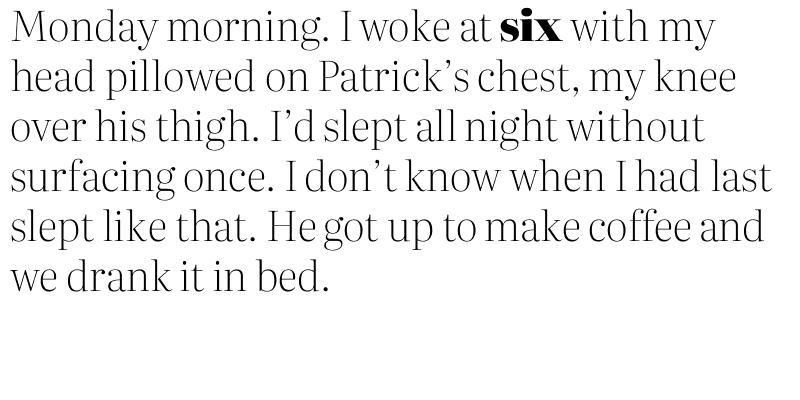 Monday morning. I woke at six with my
head pillowed on Patrick’s chest, my knee
over his thigh. I’d slept all night without
surfacing once. I don’t know when I had last
slept like that. He got up to make coffee and
we drank it in bed.